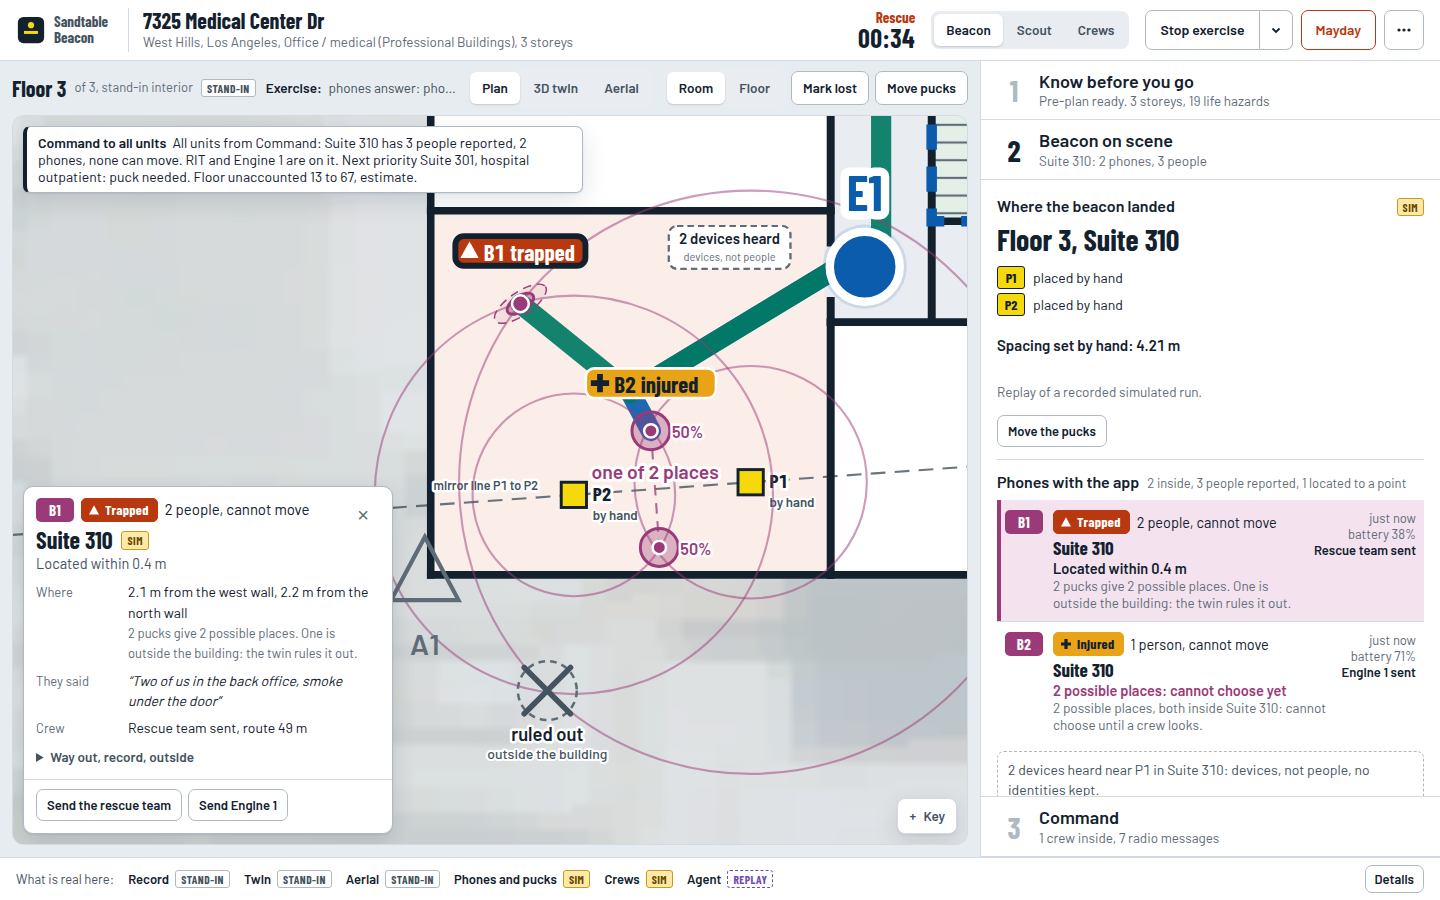 Sandtable
Beacon
7325 Medical Center Dr
West Hills, Los Angeles, Office / medical (Professional Buildings), 3 storeys
Rescue
00:34
Beacon
Scout
Crews
Stop exercise
Mayday
Floor 3 of 3, stand-in interior STAND-IN Exercise: phones answer: pho...
Plan
3D twin
Aerial
Room
Floor
Mark lost
Move pucks
Command to all units All units from Command: Suite 310 has 3 people reported, 2
phones, none can move. RIT and Engine 1 are on it. Next priority Suite 301, hospital
outpatient: puck needed. Floor unaccounted 13 to 67, estimate.
E1
B1 trapped
2 devices heard
devices, not people
B2 injured
50%
one of 2 places
mirror line P1 to P2
P2
by hand
P1
by hand
50%
A1
ruled out
outside the building
+ Key
B1 Trapped 2 people, cannot move ×
Suite 310 SIM
Located within 0.4 m
Where 2.1 m from the west wall, 2.2 m from the
north wall
2 pucks give 2 possible places. One is
outside the building: the twin rules it out.
They said "Two of us in the back office, smoke
under the door"
Crew Rescue team sent, route 49 m
Way out, record, outside
Send the rescue team
Send Engine 1
1 Know before you go
Pre-plan ready. 3 storeys, 19 life hazards
2 Beacon on scene
Suite 310: 2 phones, 3 people
Where the beacon landed SIM
Floor 3, Suite 310
P1 placed by hand
P2 placed by hand
Spacing set by hand: 4.21 m
Replay of a recorded simulated run.
Move the pucks
Phones with the app 2 inside, 3 people reported, 1 located to a point
B1 Trapped 2 people, cannot move just now
battery 38%
Suite 310 Rescue team sent
Located within 0.4 m
2 pucks give 2 possible places. One is
outside the building: the twin rules it out.
B2 Injured 1 person, cannot move just now
battery 71%
Suite 310 Engine 1 sent
2 possible places: cannot choose yet
2 possible places, both inside Suite 310: cannot
choose until a crew looks.
2 devices heard near P1 in Suite 310: devices, not people, no
identities kept.
3 Command
1 crew inside, 7 radio messages
What is real here: Record STAND-IN Twin STAND-IN Aerial STAND-IN Phones and pucks SIM Crews SIM Agent REPLAY
Details